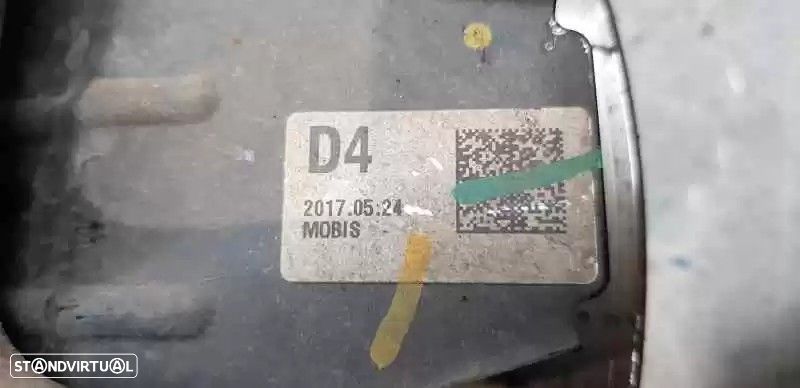 D4
2017.05.24
MOBIS
STANDVIRTUAL